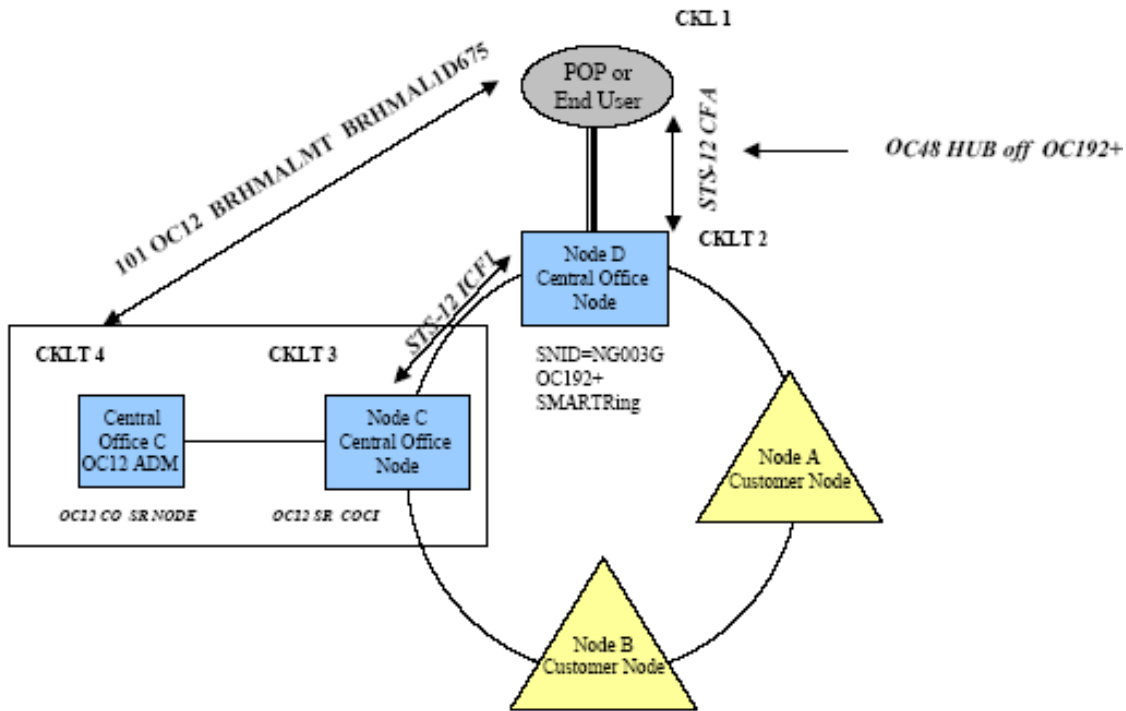 CKL 1
POP or
End User
101 OC12 BRHMALMT BRHMAL1D675
STS-12 CFA
OC48 HUB off OC192+
CKLT 2
Node D
Central Office
Node
STS-12 ICF1
SNID=NG003G
OC192+
SMARTRing
CKLT 4
CKLT 3
Central
Office C
OC12 ADM
Node C
Central Office
Node
OC12 CO SR NODE
OC12 SR COCI
Node A
Customer Node
Node B
Customer Node